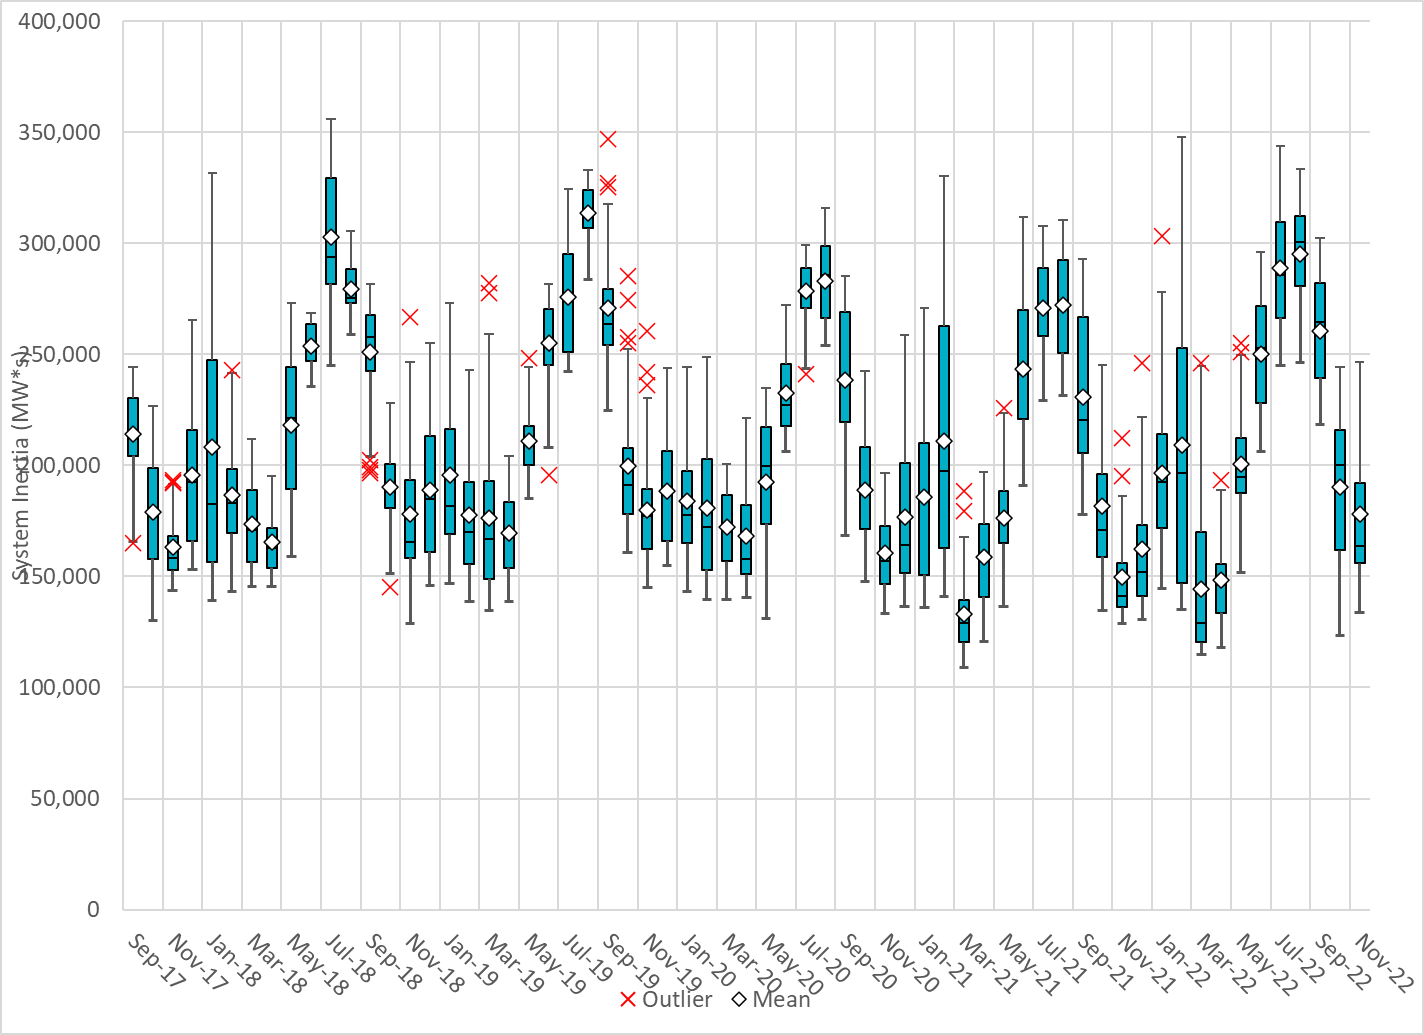 400,000
350,000
300,000
250,000
200,000
150,000
100,000
50,000
0
System Inertia (MW*s)
Sep-17
Nov-17
Jan-18
Mar-18
May-18
Jul-18
Sep-18
Nov-18
Jan-19
Mar-19
May-19
Jul-19
Sep-19
Nov-19
Jan-20
Mar-20
May-20
Jul-20
Sep-20
Nov-20
Jan-21
Mar-21
May-21
Jul-21
Sep-21
Nov-21
Jan-22
Mar-22
May-22
Jul-22
Sep-22
Nov-22
Outlier Mean